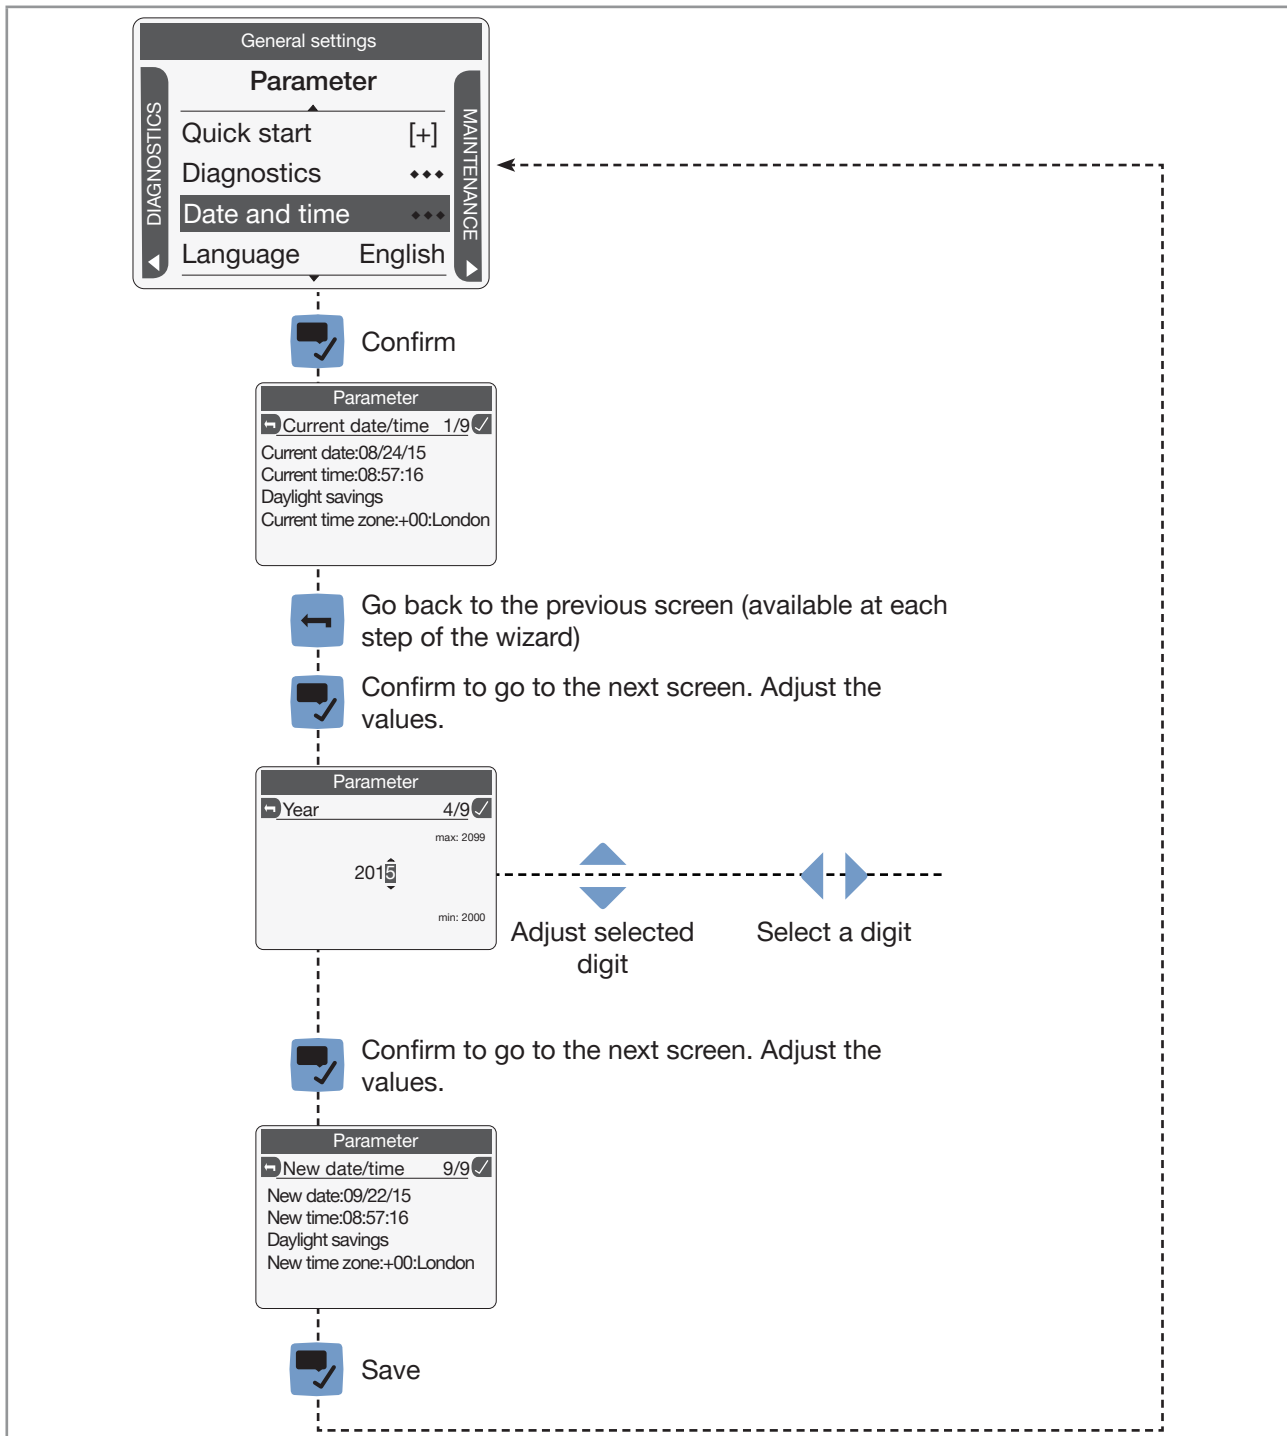 General settings
Parameter
DIAGNOSTICS
MAINTENANCE
Quick start [+]
Diagnostics
Date and time
Language English
Confirm
Parameter
Current date/time 1/9
Current date:08/24/15
Current time:08:57:16
Daylight savings
Current time zone:+00:London
Go back to the previous screen (available at each
step of the wizard)
Confirm to go to the next screen. Adjust the
values.
Parameter
Year 4/9
max: 2099
2015
min: 2000
Adjust selected
digit
Select a digit
Confirm to go to the next screen. Adjust the
values.
Parameter
New date/time 9/9
New date:09/22/15
New time:08:57:16
Daylight savings
New time zone:+00:London
Save